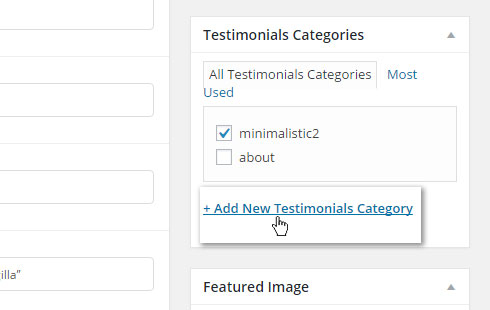 Testimonials Categories
All Testimonials Categories Most
Used
minimalistic2
about
+ Add New Testimonials Category
illa”
Featured Image